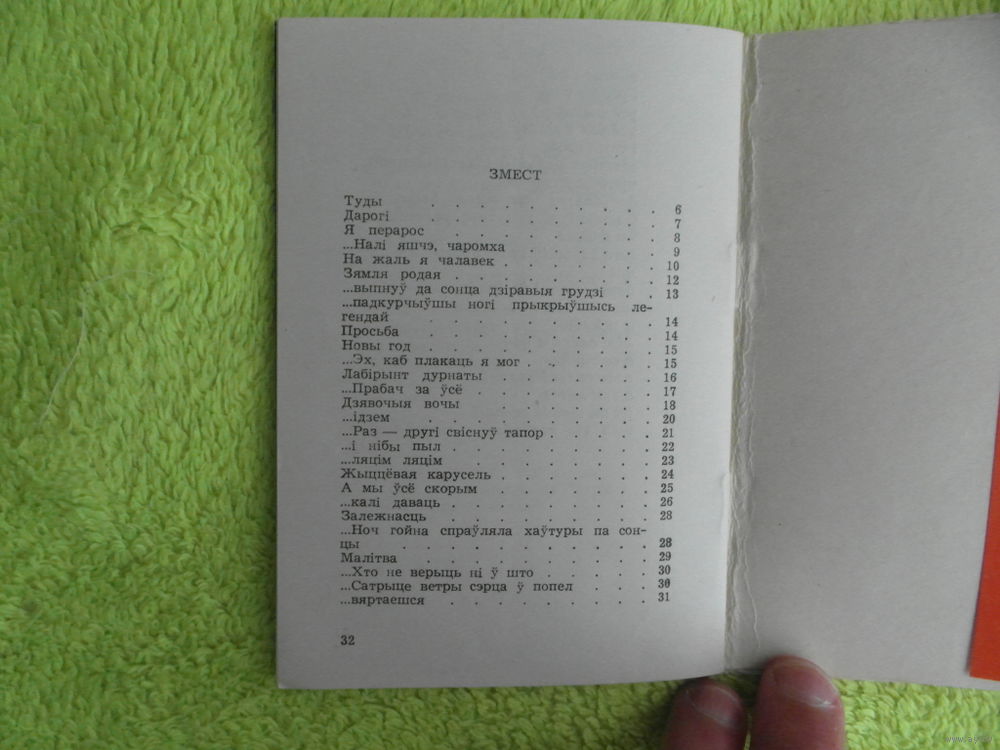 ЗМЕСТ
Туды . . . . . . . . . . 6
Дарогі . . . . . . . . . . 7
Я перарос . . . . . . . . . 8
...Налі яшчэ, чаромха . . . . . . 9
На жаль я чалавек . . . . . . . 10
Зямля родая . . . . . . . . . 12
...выпнуў да сонца дзіравыя грудзі . . 13
...падкурчыўшы ногі прыкрыўшысь ле-
гендай . . . . . . . . . . 14
Просьба . . . . . . . . . . 14
Новы год . . . . . . . . . . 15
...Эх, каб плакаць я мог . . . . . . 15
Лабірынт дурнаты . . . . . . . 16
...Прабач за ўсё . . . . . . . . 17
Дзявочыя вочы . . . . . . . 18
...ідзем . . . . . . . . . . 20
...Раз — другі свіснуў тапор . . . . . 21
...і нібы пыл . . . . . . . . . 22
...ляцім ляцім . . . . . . . . 23
Жыццёвая карусель . . . . . . . 24
А мы ўсё скорым . . . . . . . 25
...калі даваць . . . . . . . . . 26
Залежнасць . . . . . . . . . 28
...Ноч гойна спраўляла хаўтуры па сон-
цы . . . . . . . . . . . 28
Малітва . . . . . . . . . . 29
...Хто не верыць ні ў што . . . . . 30
...Сатрыце ветры сэрца ў попел . . . 30
...вяртаешся . . . . . . . . . 31
32